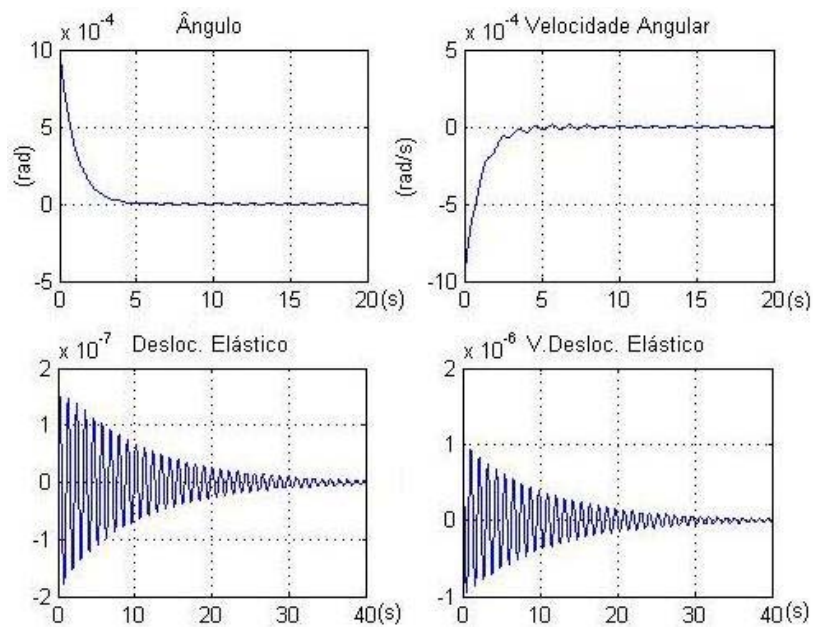 x 10⁻⁴ Ângulo
10
5
0
-5
(rad)
0 5 10 15 20(s)
x 10⁻⁴ Velocidade Angular
5
0
-5
-10
(rad/s)
0 5 10 15 20(s)
x 10⁻⁷ Desloc. Elástico
2
1
0
-1
-2
0 10 20 30 40(s)
x 10⁻⁶ V.Desloc. Elástico
2
1
0
-1
0 10 20 30 40(s)